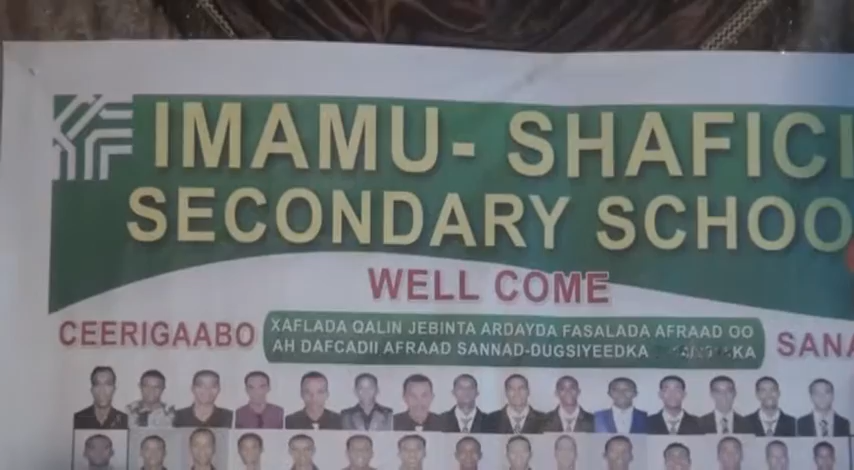 IMAMU- SHAFICI
SECONDARY SCHOO
WELL COME
CEERIGAABO
XAFLADA QALIN JEBINTA ARDAYDA FASALADA AFRAAD OO
AH DAFCADII AFRAAD SANNAD-DUGSIYEEDKA
SANA